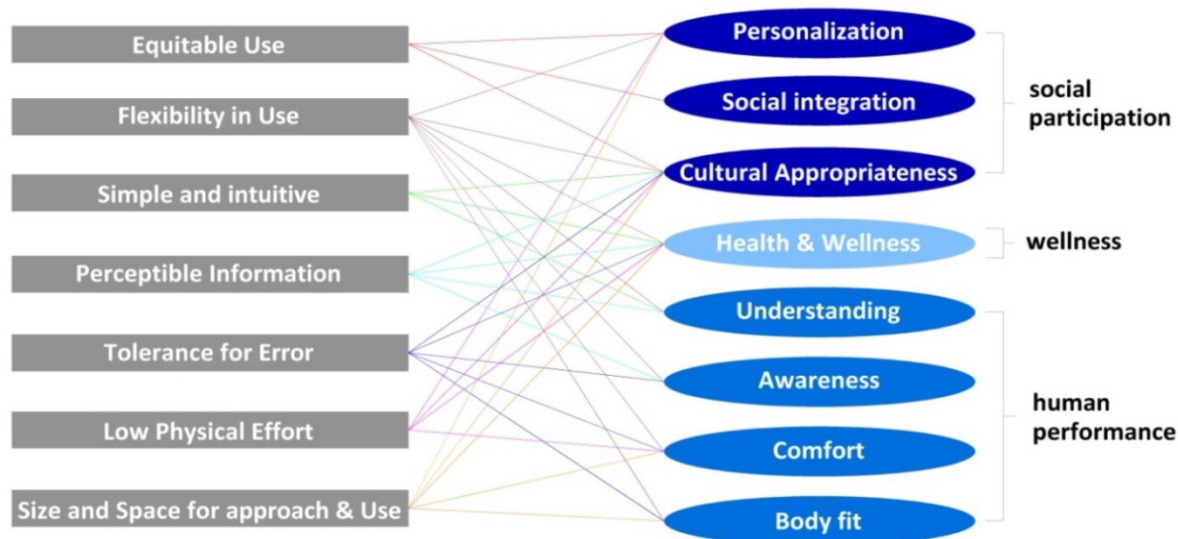 Equitable Use
Flexibility in Use
Simple and intuitive
Perceptible Information
Tolerance for Error
Low Physical Effort
Size and Space for approach & Use
Personalization
Social integration
Cultural Appropriateness
Health & Wellness
Understanding
Awareness
Comfort
Body fit
social
participation
wellness
human
performance